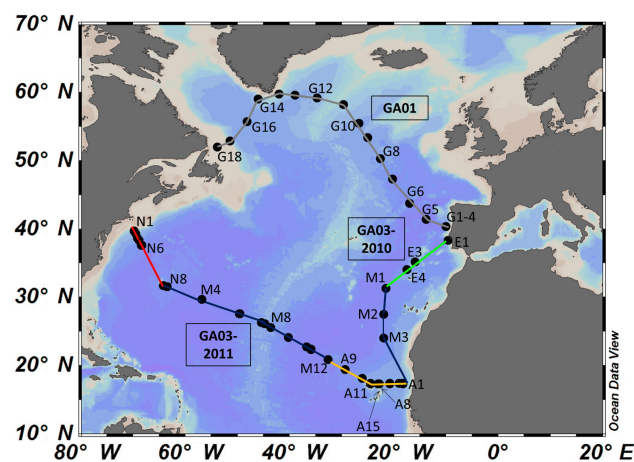 70° N
60° N
50° N
40° N
30° N
20° N
10° N
G12
G14
GA01
G16
G10
G18
G8
G6
G5
G1-4
N1
GA03-
2010
E1
N6
E3
-E4
N8
M4
M1
M2
M8
M3
GA03-
2011
A9
M12
A11
A1
A8
A15
80° W
60°
40°
20°
0°
20° E
Ocean Data View